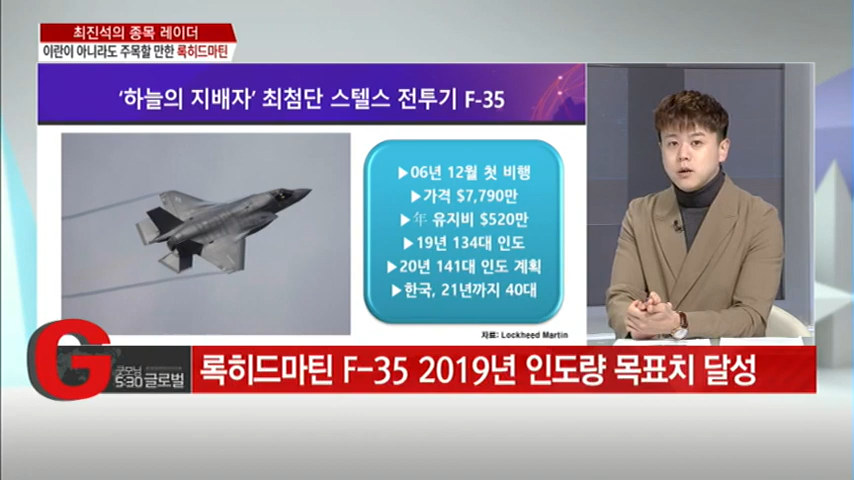 최진석의 종목 레이더
이란이 아니라도 주목할 만한 록히드마틴
‘하늘의 지배자’ 최첨단 스텔스 전투기 F-35
▶06년 12월 첫 비행
▶가격 $7,790만
▶年 유지비 $520만
▶19년 134대 인도
▶20년 141대 인도 계획
▶한국, 21년까지 40대
자료: Lockheed Martin
G
굿모닝
5:30 글로벌
록히드마틴 F-35 2019년 인도량 목표치 달성